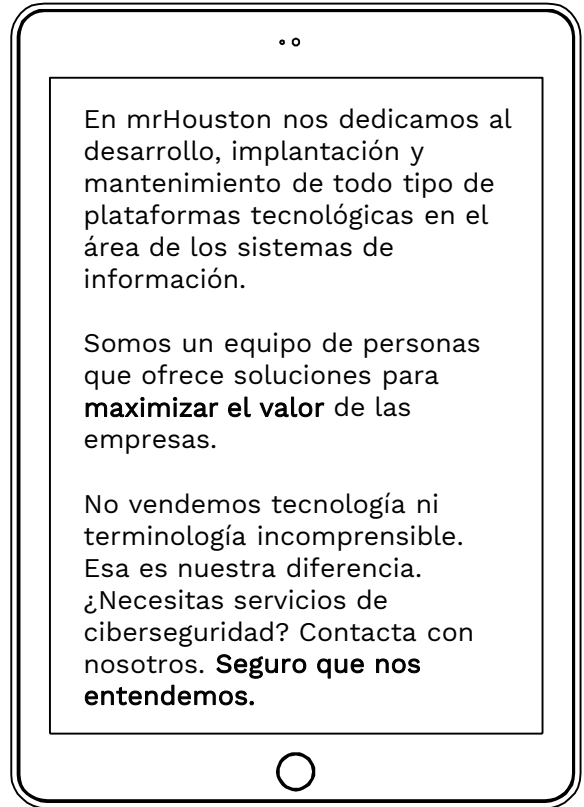 En mrHouston nos dedicamos al
desarrollo, implantación y
mantenimiento de todo tipo de
plataformas tecnológicas en el
área de los sistemas de
información.
Somos un equipo de personas
que ofrece soluciones para
maximizar el valor de las
empresas.
No vendemos tecnología ni
terminología incomprensible.
Esa es nuestra diferencia.
¿Necesitas servicios de
ciberseguridad? Contacta con
nosotros. Seguro que nos
entendemos.